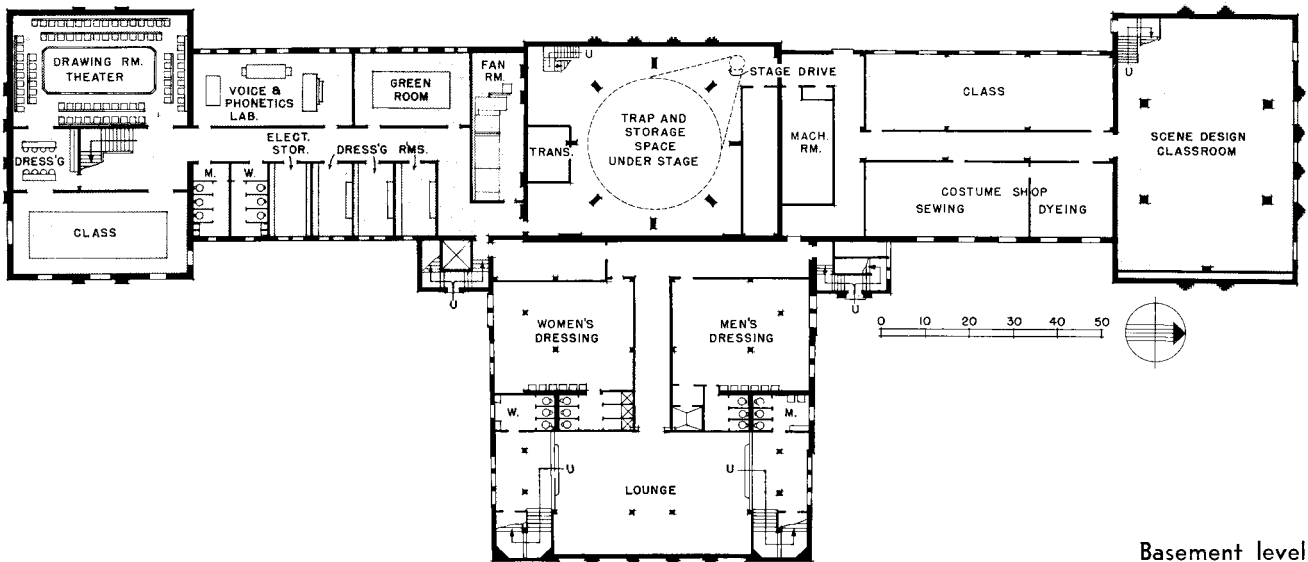 DRAWING RM.
THEATER
VOICE &
PHONETICS
LAB.
GREEN
ROOM
FAN
RM.
U
STAGE DRIVE
TRAP AND
STORAGE
SPACE
UNDER STAGE
TRANS.
MACH.
RM.
CLASS
U
SCENE DESIGN
CLASSROOM
ELECT.
STOR.
DRESS'G RMS.
DRESS'G
M.
W.
CLASS
COSTUME SHOP
SEWING
DYEING
U
U
WOMEN'S
DRESSING
MEN'S
DRESSING
0 10 20 30 40 50
W.
M.
U
U
LOUNGE
Basement level